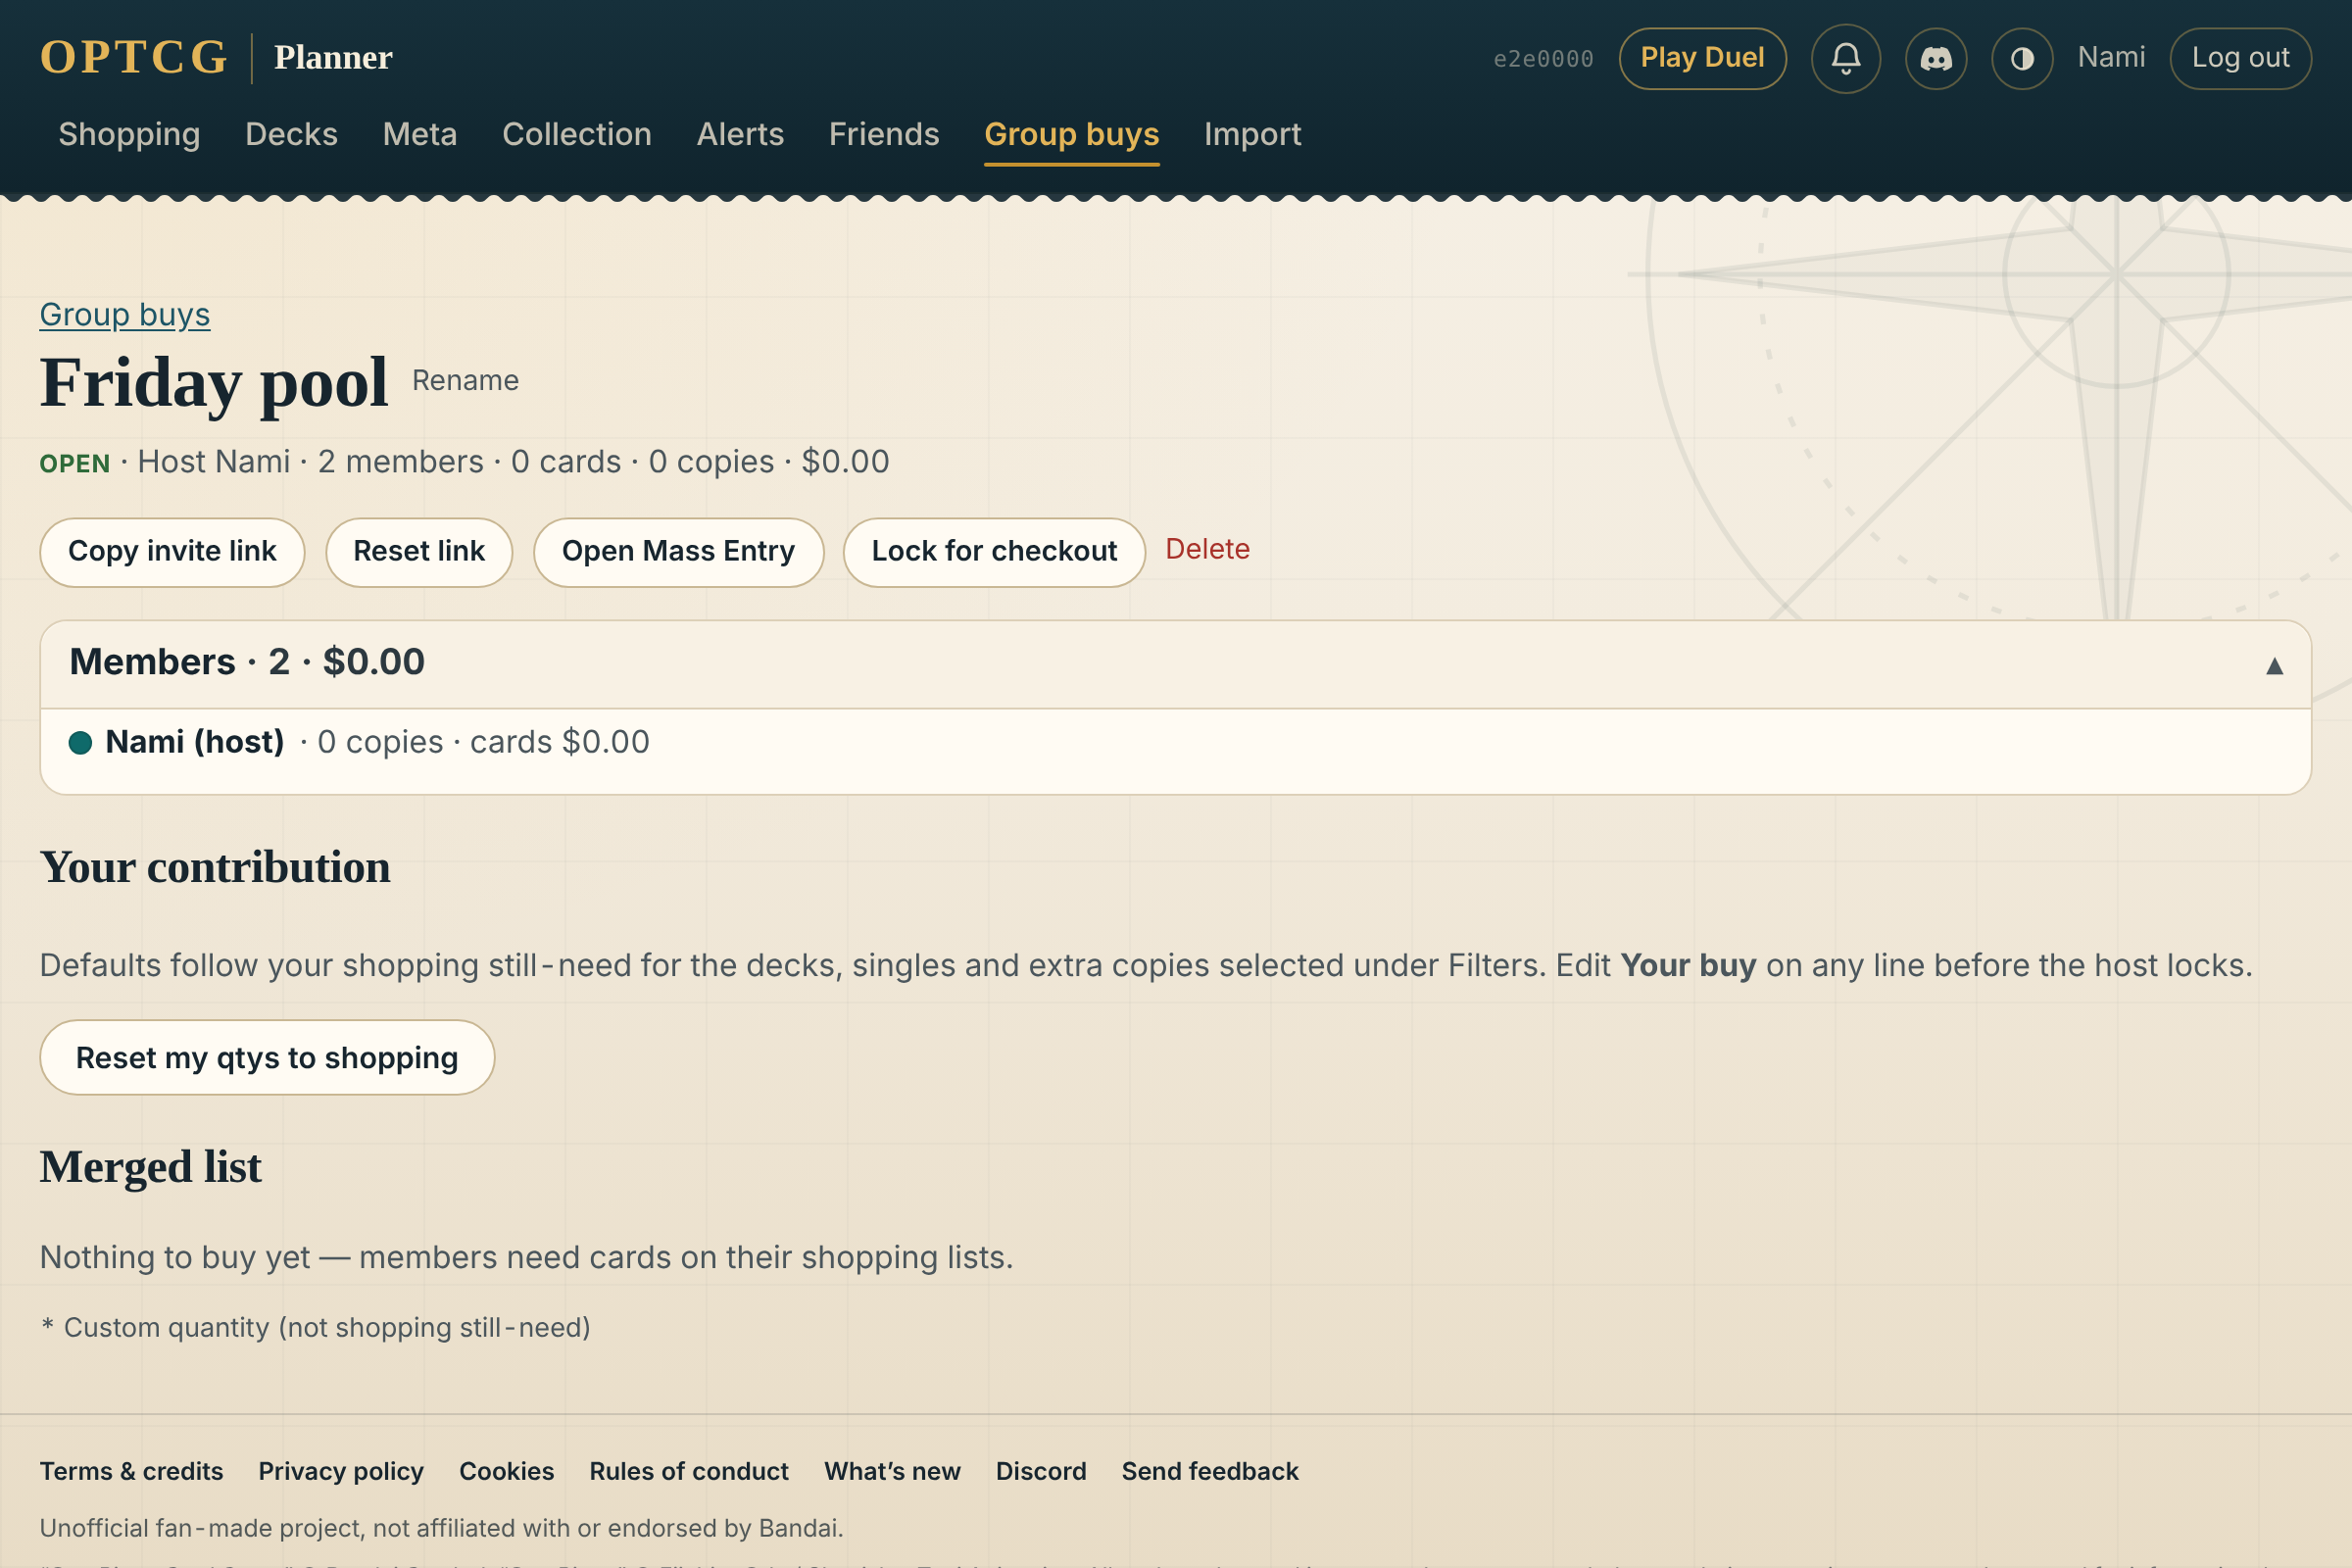 OPTCG Planner
e2e0000 Play Duel Nami Log out
Shopping Decks Meta Collection Alerts Friends Group buys Import
Group buys
Friday pool Rename
OPEN · Host Nami · 2 members · 0 cards · 0 copies · $0.00
Copy invite link Reset link Open Mass Entry Lock for checkout Delete
Members · 2 · $0.00 ▲
Nami (host) · 0 copies · cards $0.00
Your contribution
Defaults follow your shopping still-need for the decks, singles and extra copies selected under Filters. Edit Your buy on any line before the host locks.
Reset my qtys to shopping
Merged list
Nothing to buy yet — members need cards on their shopping lists.
* Custom quantity (not shopping still-need)
Terms & credits Privacy policy Cookies Rules of conduct What’s new Discord Send feedback
Unofficial fan-made project, not affiliated with or endorsed by Bandai.